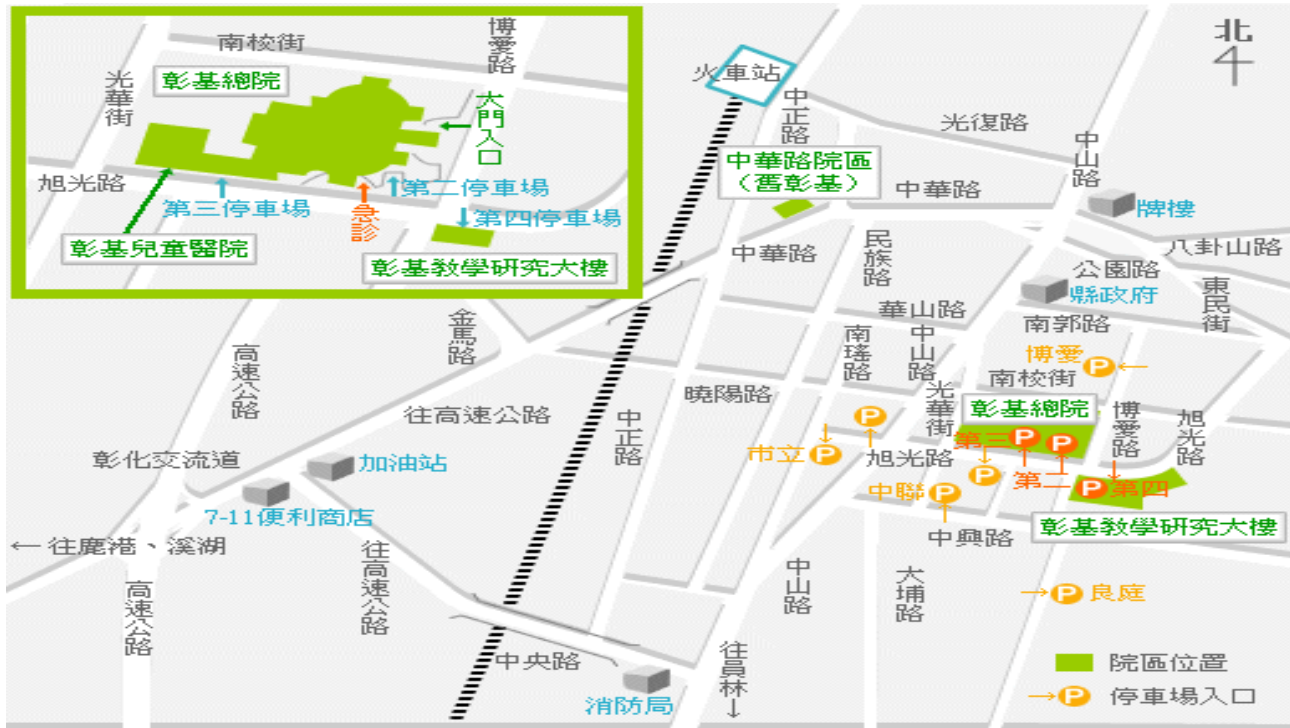 南校街
博愛路
光華街
彰基總院
大門入口
旭光路
第三停車場
急診
第二停車場
第四停車場
彰基兒童醫院
彰基教學研究大樓
北
火車站
中正路
光復路
中山路
中華路院區
（舊彰基）
中華路
牌樓
八卦山路
中華路
民族路
公園路
縣政府
東民街
華山路
南郭路
金馬路
南瑤路
中山路
博愛
P
高速公路
南校街
曉陽路
光華街
彰基總院
博愛路
旭光路
往高速公路
中正路
P
第三
P
P
市立
P
旭光路
彰化交流道
加油站
中聯
P
P
第二
P
第四
7-11便利商店
彰基教學研究大樓
中興路
←往鹿港、溪湖
往高速公路
高速公路
中山路
大埔路
→P良庭
中央路
往員林↓
消防局
院區位置
→P 停車場入口